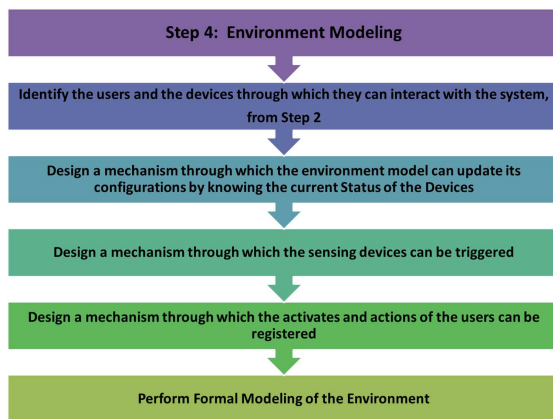 Step 4: Environment Modeling
Identify the users and the devices through which they can interact with the system,
from Step 2
Design a mechanism through which the environment model can update its
configurations by knowing the current Status of the Devices
Design a mechanism through which the sensing devices can be triggered
Design a mechanism through which the activates and actions of the users can be
registered
Perform Formal Modeling of the Environment